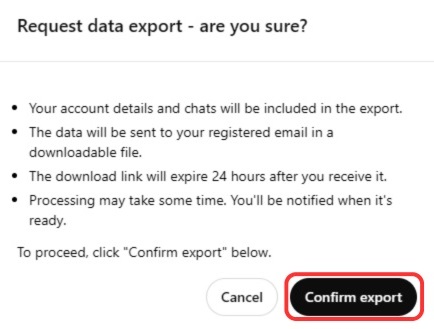 Request data export - are you sure?
• Your account details and chats will be included in the export.
• The data will be sent to your registered email in a
downloadable file.
• The download link will expire 24 hours after you receive it.
• Processing may take some time. You'll be notified when it's
ready.
To proceed, click "Confirm export" below.
Cancel
Confirm export